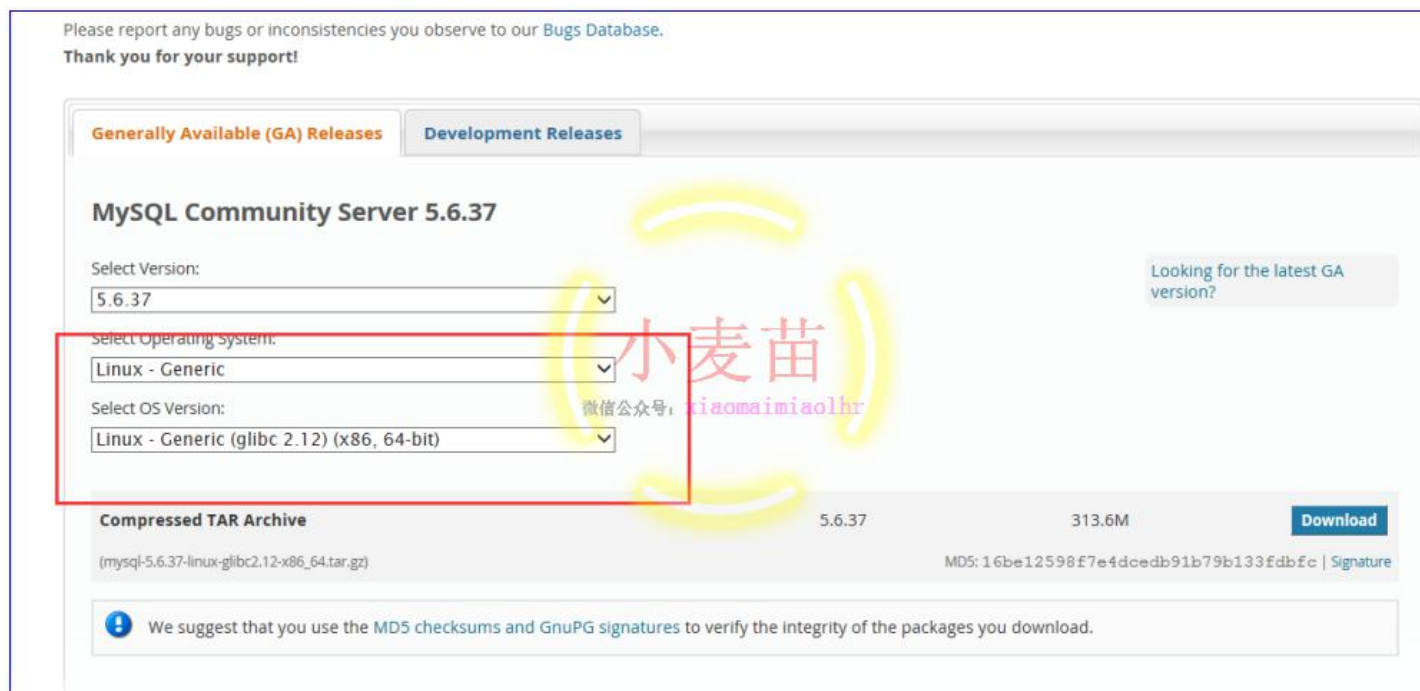 Please report any bugs or inconsistencies you observe to our Bugs Database.
Thank you for your support!
Generally Available (GA) Releases
Development Releases
MySQL Community Server 5.6.37
Select Version:
5.6.37
Looking for the latest GA
version?
Select Operating System:
Linux - Generic
Select OS Version:
Linux - Generic (glibc 2.12) (x86, 64-bit)
小麦苗
微信公众号: xiaomaimiaolhr
Compressed TAR Archive 5.6.37 313.6M Download
(mysql-5.6.37-linux-glibc2.12-x86_64.tar.gz) MD5: 16be12598f7e4dcedb91b79b133fdbfc | Signature
We suggest that you use the MD5 checksums and GnuPG signatures to verify the integrity of the packages you download.